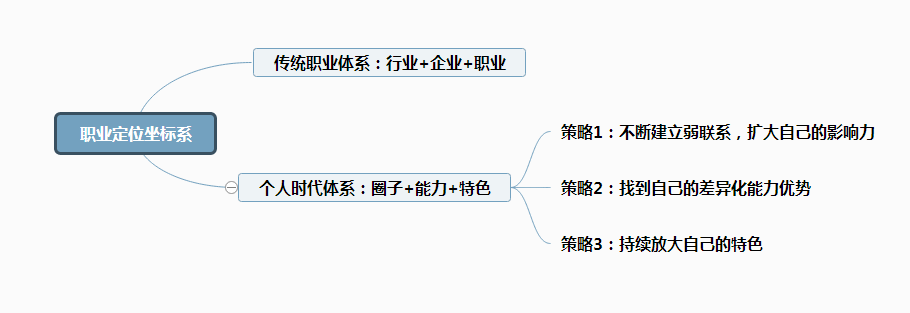 职业定位坐标系
传统职业体系：行业+企业+职业
个人时代体系：圈子+能力+特色
策略1：不断建立弱联系，扩大自己的影响力
策略2：找到自己的差异化能力优势
策略3：持续放大自己的特色